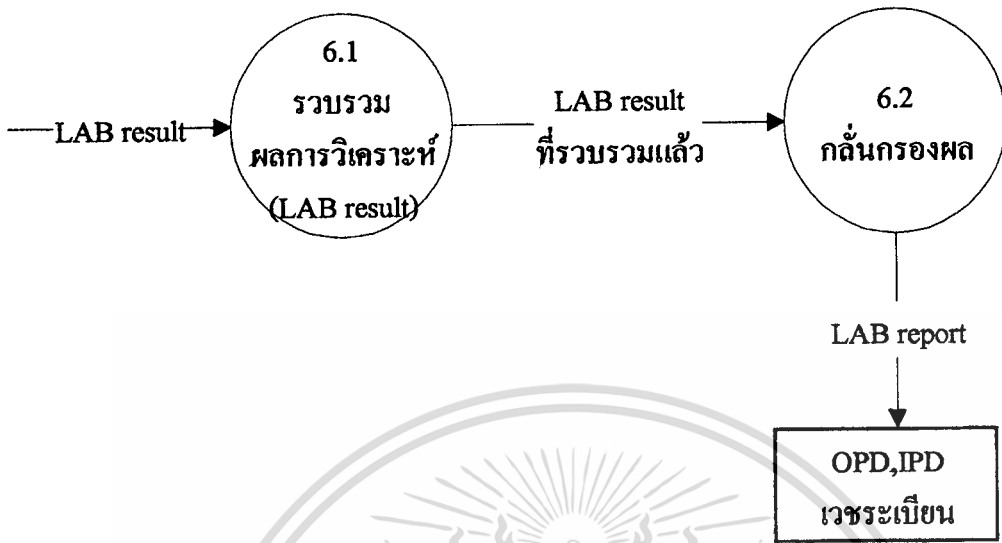 LAB result
6.1
รวบรวม
ผลการวิเคราะห์
(LAB result)
LAB result
ที่รวบรวมแล้ว
6.2
กลั่นกรองผล
LAB report
OPD,IPD
เวชระเบียน